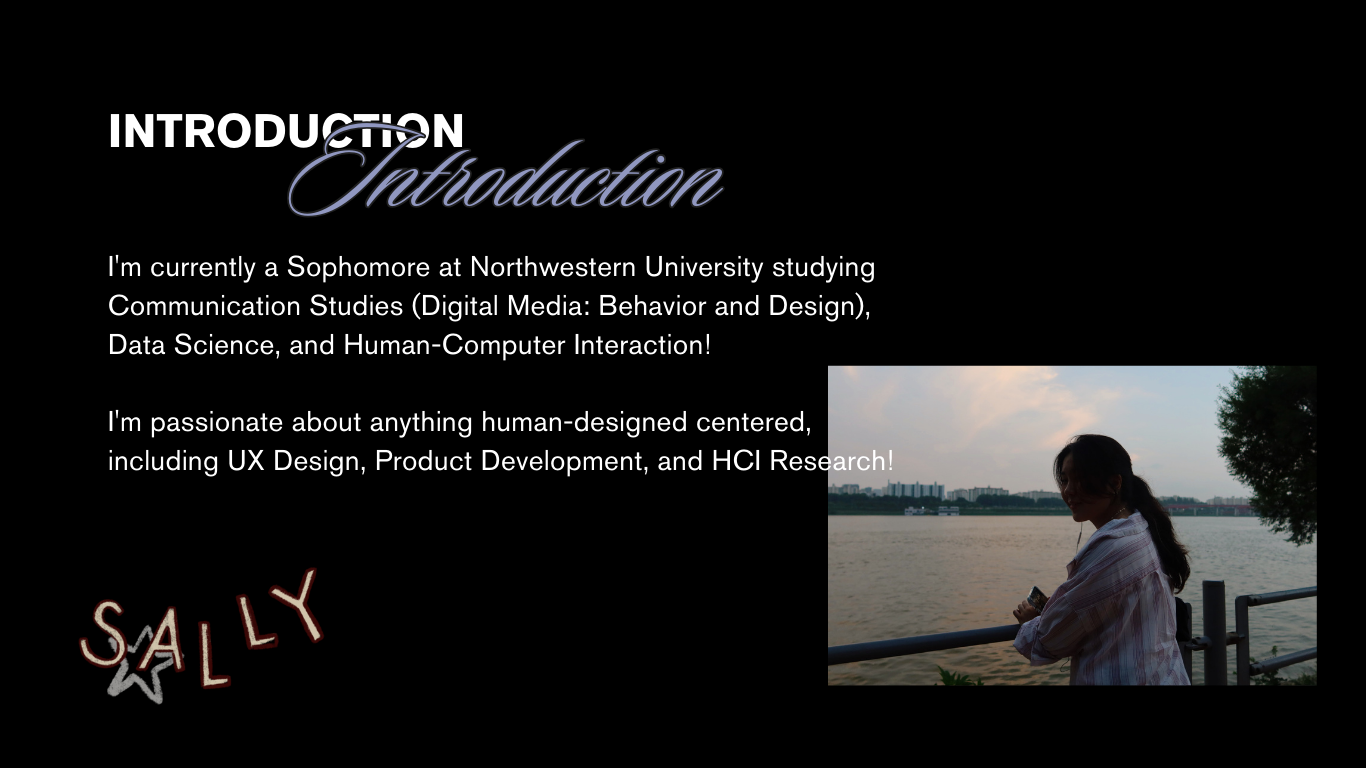 INTRODUCTION
Introduction
I'm currently a Sophomore at Northwestern University studying
Communication Studies (Digital Media: Behavior and Design),
Data Science, and Human-Computer Interaction!
I'm passionate about anything human-designed centered,
including UX Design, Product Development, and HCI Research!
SALLY